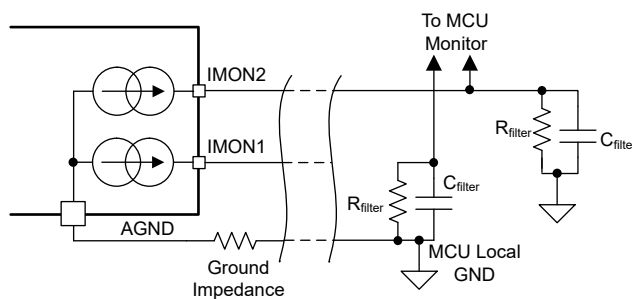 To MCU
Monitor
IMON2
IMON1
Rfilter
Cfilte
Rfilter
Cfilter
AGND
Ground
Impedance
MCU Local
GND